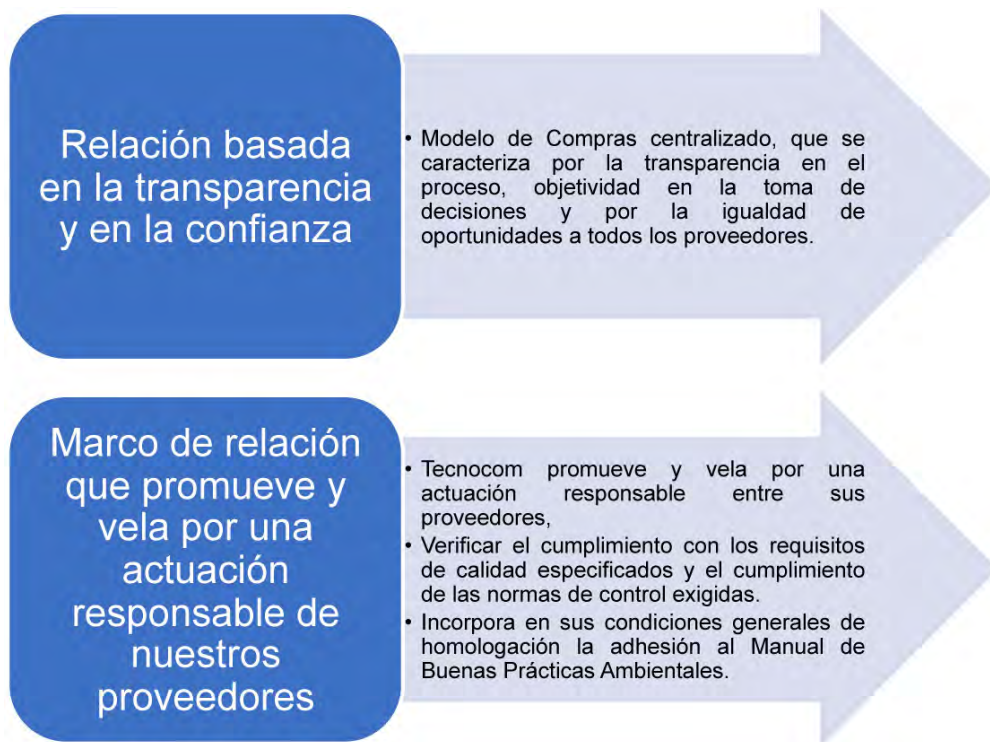 Relación basada
en la transparencia
y en la confianza
• Modelo de Compras centralizado, que se
caracteriza por la transparencia en el
proceso, objetividad en la toma de
decisiones y por la igualdad de
oportunidades a todos los proveedores.
Marco de relación
que promueve y
vela por una
actuación
responsable de
nuestros
proveedores
• Tecnocom promueve y vela por una
actuación responsable entre sus
proveedores,
• Verificar el cumplimiento con los requisitos
de calidad especificados y el cumplimiento
de las normas de control exigidas.
• Incorpora en sus condiciones generales de
homologación la adhesión al Manual de
Buenas Prácticas Ambientales.